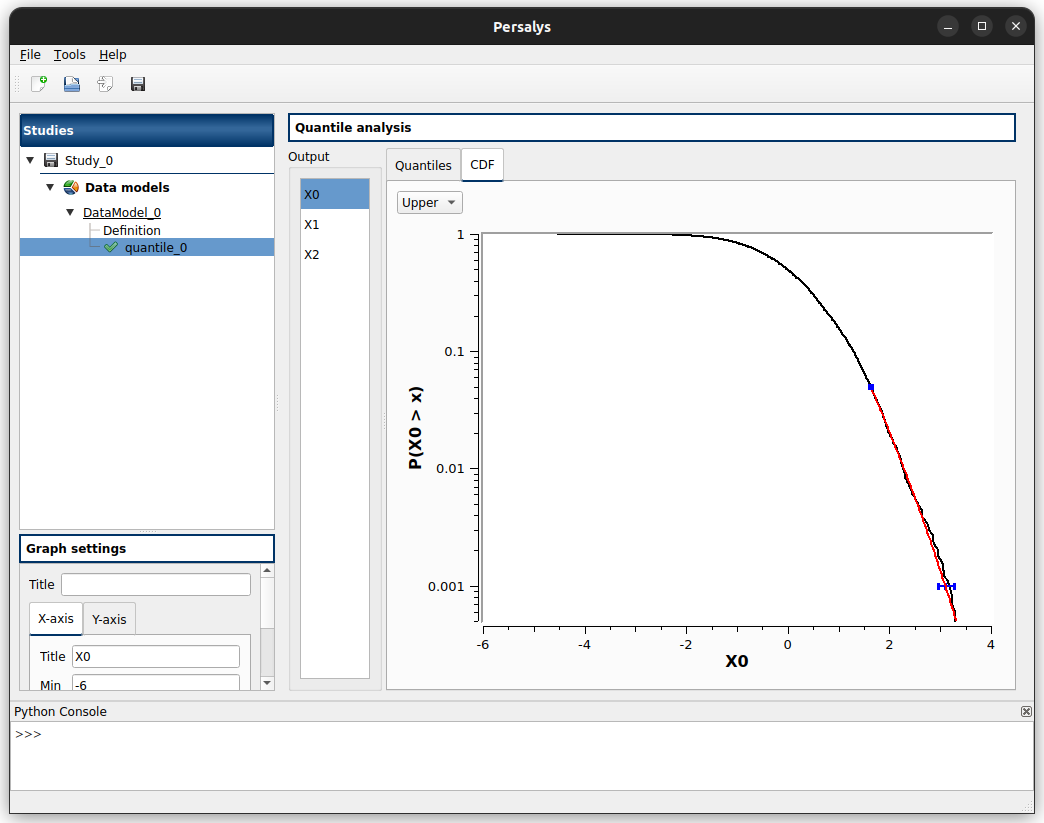 Persalys
File Tools Help
Studies
Study_0
Data models
DataModel_0
Definition
quantile_0
Quantile analysis
Output
X0
X1
X2
Quantiles CDF
Upper
1
0.1
0.01
0.001
P(X0 > x)
-6 -4 -2 0 2 4
X0
Graph settings
Title
X-axis Y-axis
Title X0
Min -6
Python Console
>>>